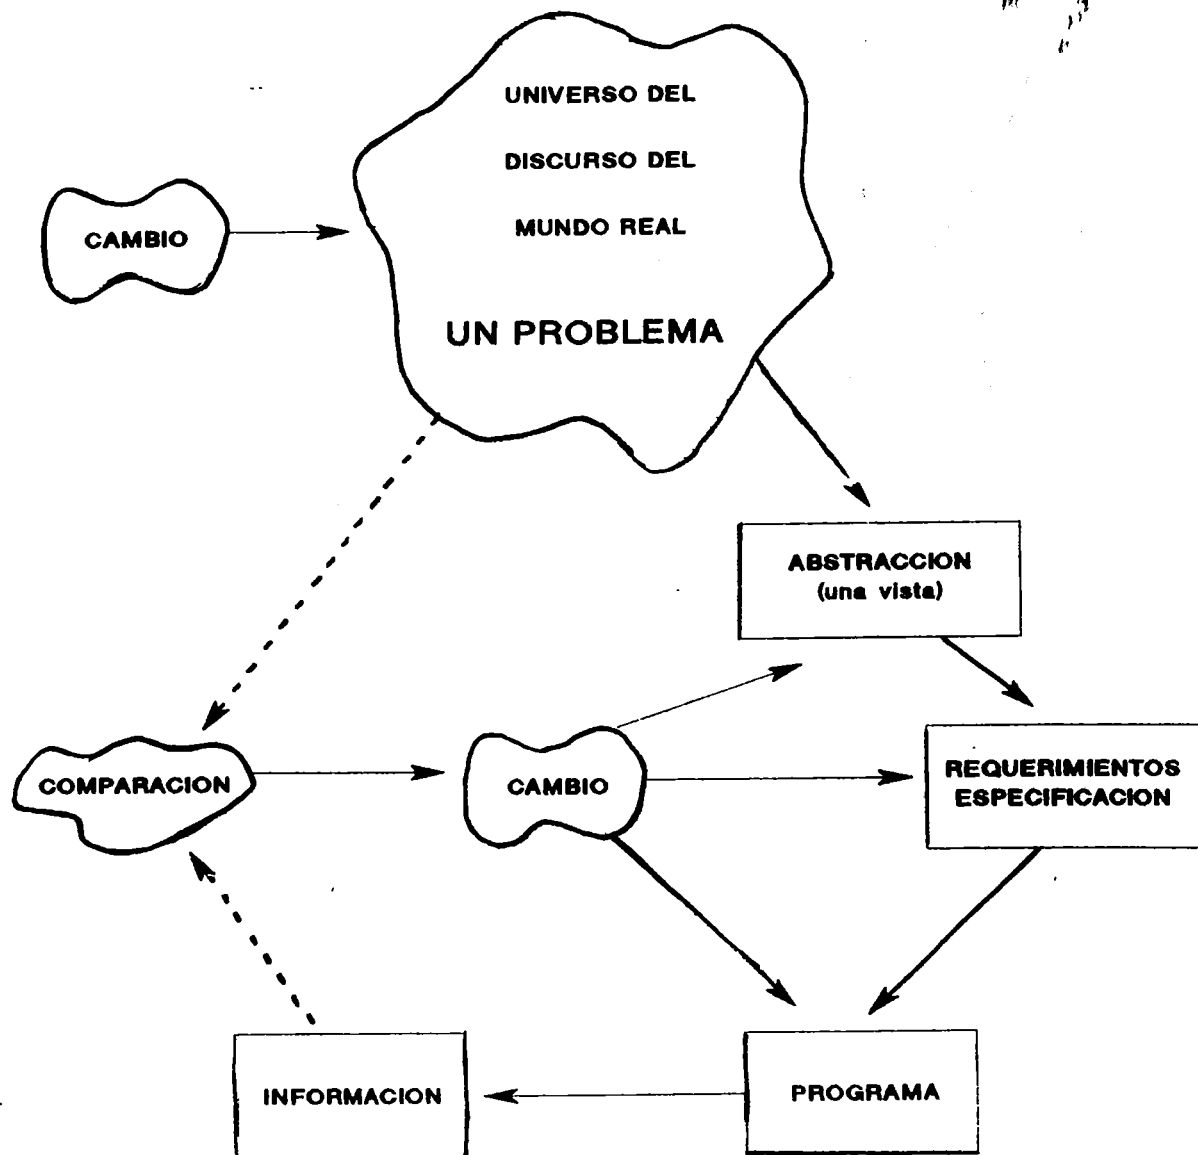 UNIVERSO DEL
DISCURSO DEL
MUNDO REAL
CAMBIO
UN PROBLEMA
ABSTRACCION
(una vista)
COMPARACION
CAMBIO
REQUERIMIENTOS
ESPECIFICACION
INFORMACION
PROGRAMA